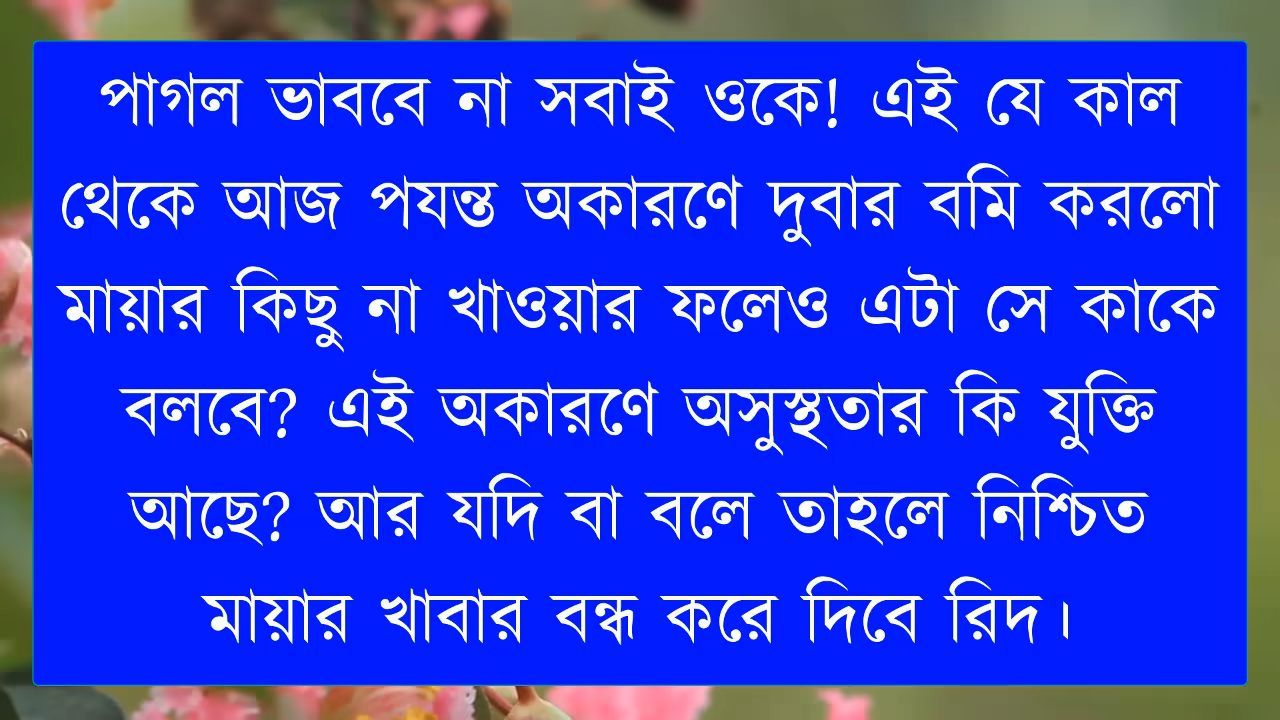 পাগল ভাববে না সবাই ওকে! এই যে কাল
থেকে আজ পযন্ত অকারণে দুবার বমি করলো
মায়ার কিছু না খাওয়ার ফলেও এটা সে কাকে
বলবে? এই অকারণে অসুস্থতার কি যুক্তি
আছে? আর যদি বা বলে তাহলে নিশ্চিত
মায়ার খাবার বন্ধ করে দিবে রিদ।